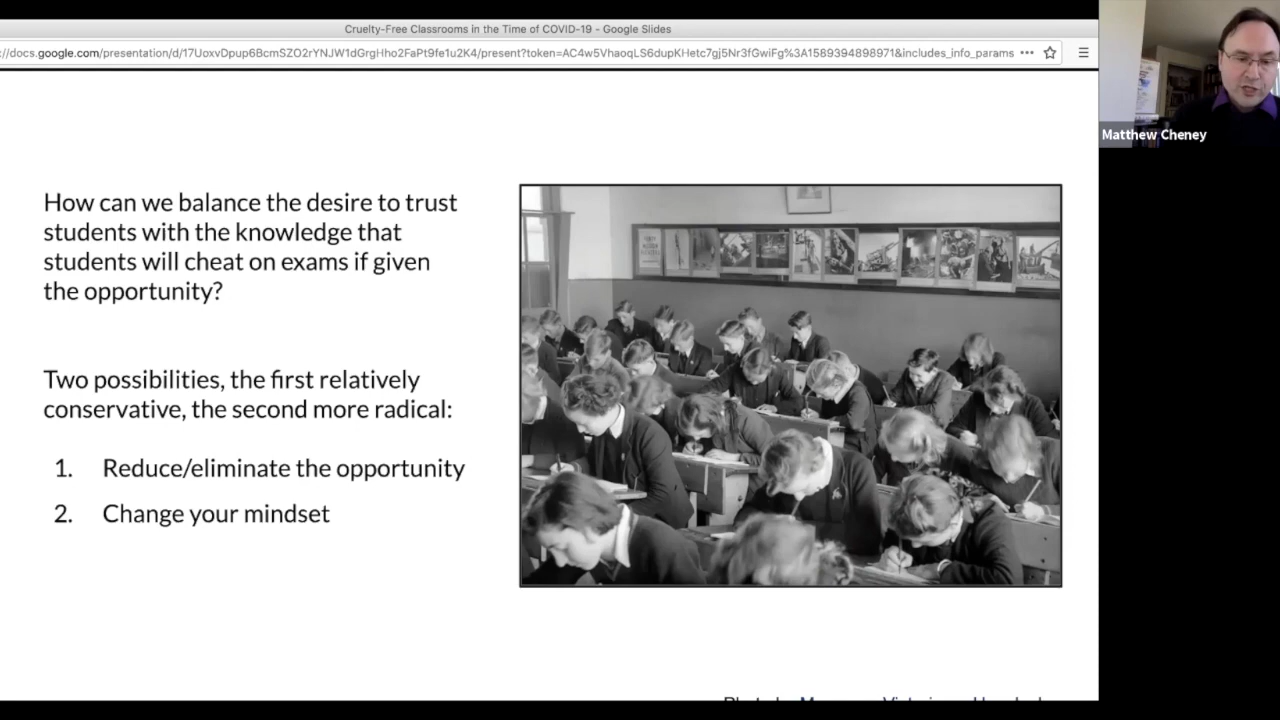 Cruelty-Free Classrooms in the Time of COVID-19 - Google Slides
://docs.google.com/presentation/d/17UoxvDpup6BcmSZO2rYNJW1dGrgHho2FaPt9fe1u2K4/present?token=AC4w5VhaoqLS6dupKHetc7gj5Nr3fGwiFg%3A1589394898971&includes_info_params
Matthew Cheney
How can we balance the desire to trust
students with the knowledge that
students will cheat on exams if given
the opportunity?
Two possibilities, the first relatively
conservative, the second more radical:
1. Reduce/eliminate the opportunity
2. Change your mindset